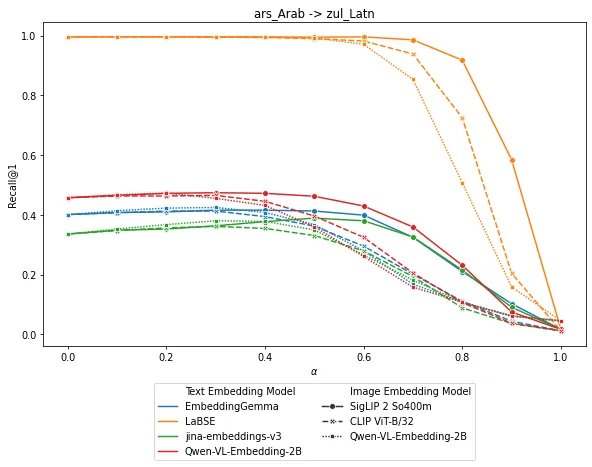 ars_Arab -> zul_Latn
Recall@1
1.0
0.8
0.6
0.4
0.2
0.0
0.0 0.2 0.4 0.6 0.8 1.0
α
Text Embedding Model Image Embedding Model
EmbeddingGemma SigLIP 2 So400m
LaBSE CLIP ViT-B/32
jina-embeddings-v3 Qwen-VL-Embedding-2B
Qwen-VL-Embedding-2B